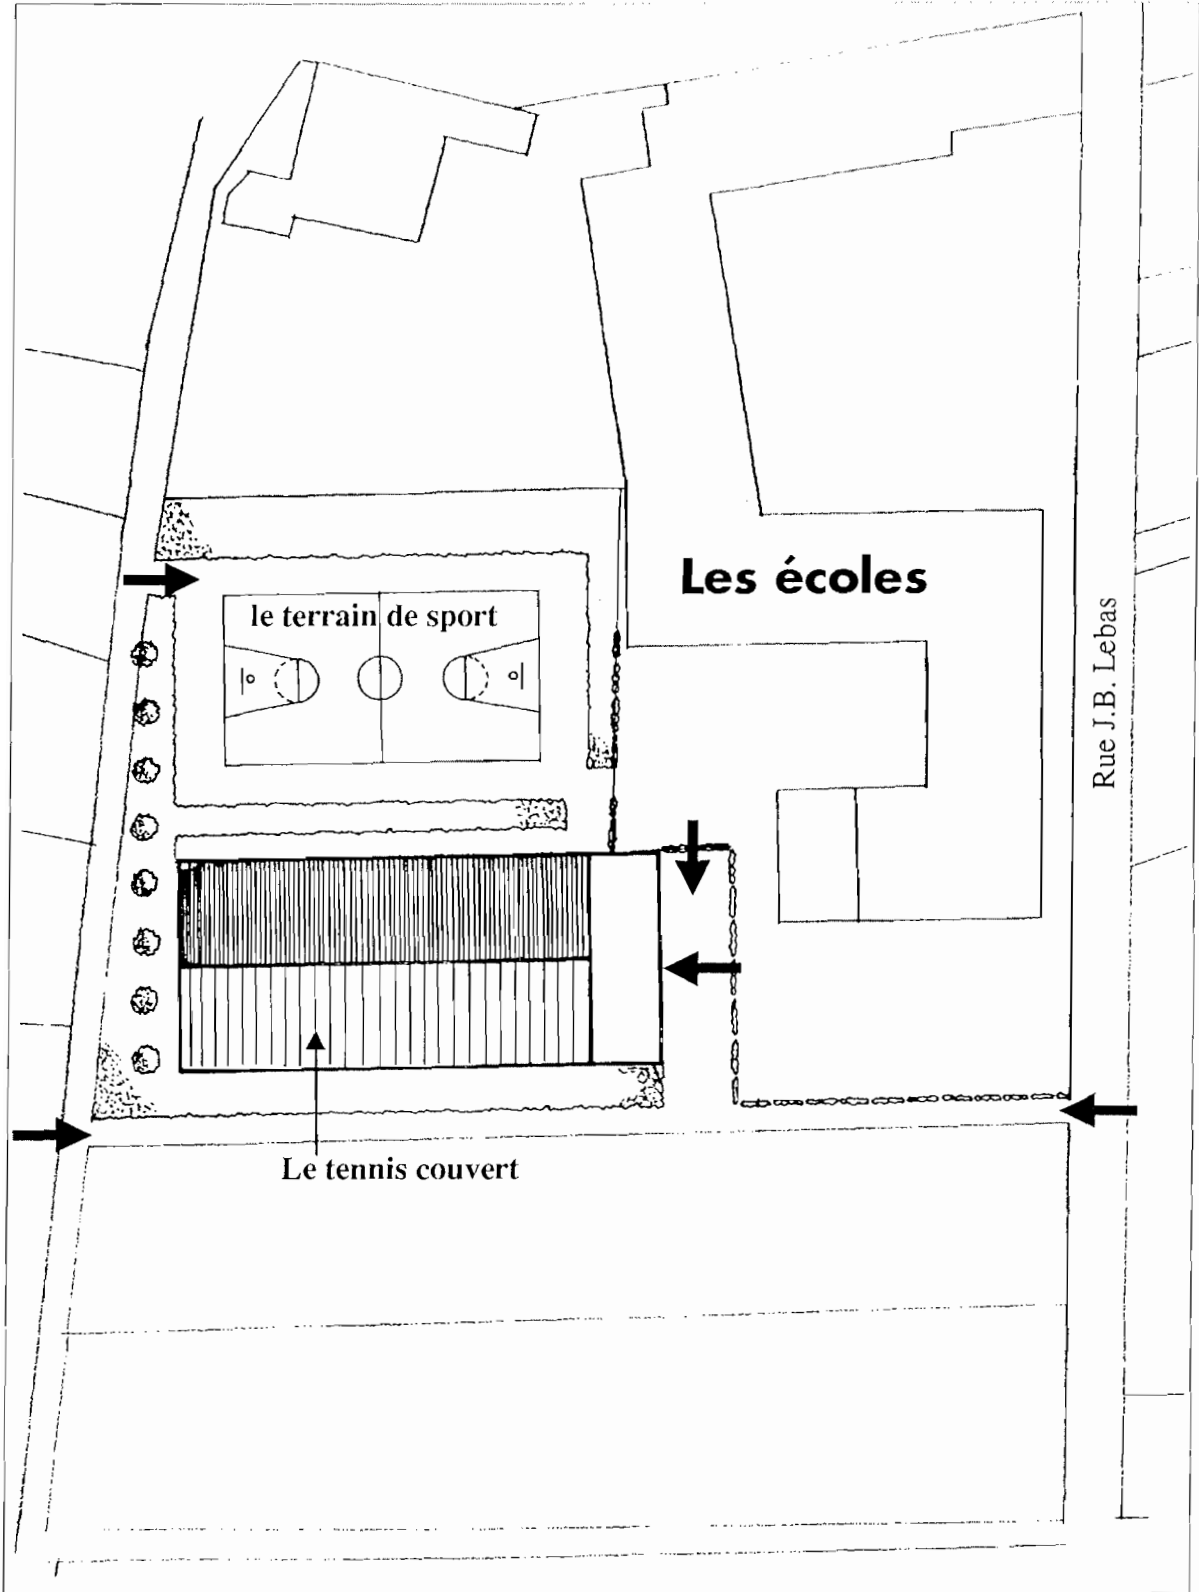 Les écoles
le terrain de sport
Rue J.B. Lebas
Le tennis couvert